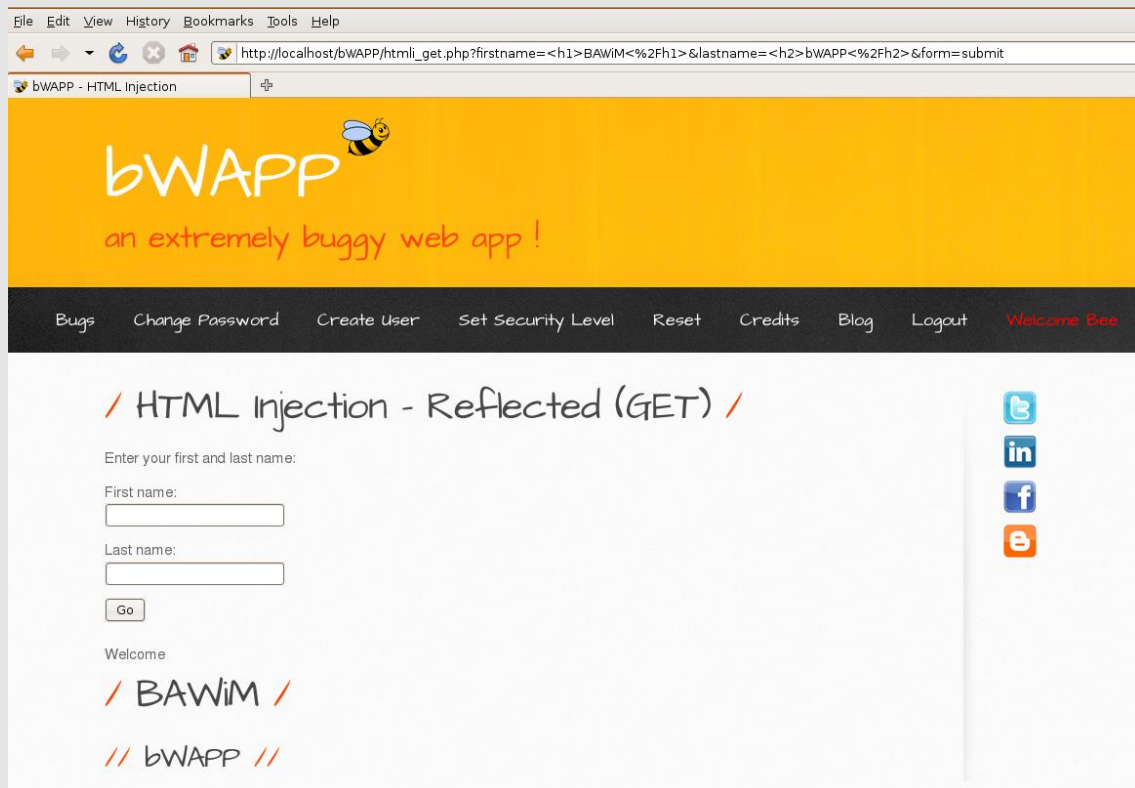 File Edit View History Bookmarks Tools Help
http://localhost/bWAPP/htmli_get.php?firstname=<h1>BAWiM<%2Fh1>&lastname=<h2>bWAPP<%2Fh2>&form=submit
bWAPP - HTML Injection
bWAPP
an extremely buggy web app !
Bugs Change Password Create User Set Security Level Reset Credits Blog Logout Welcome Bee
/ HTML Injection - Reflected (GET) /
Enter your first and last name:
First name:
Last name:
Go
Welcome
/ BAWiM /
// bWAPP //